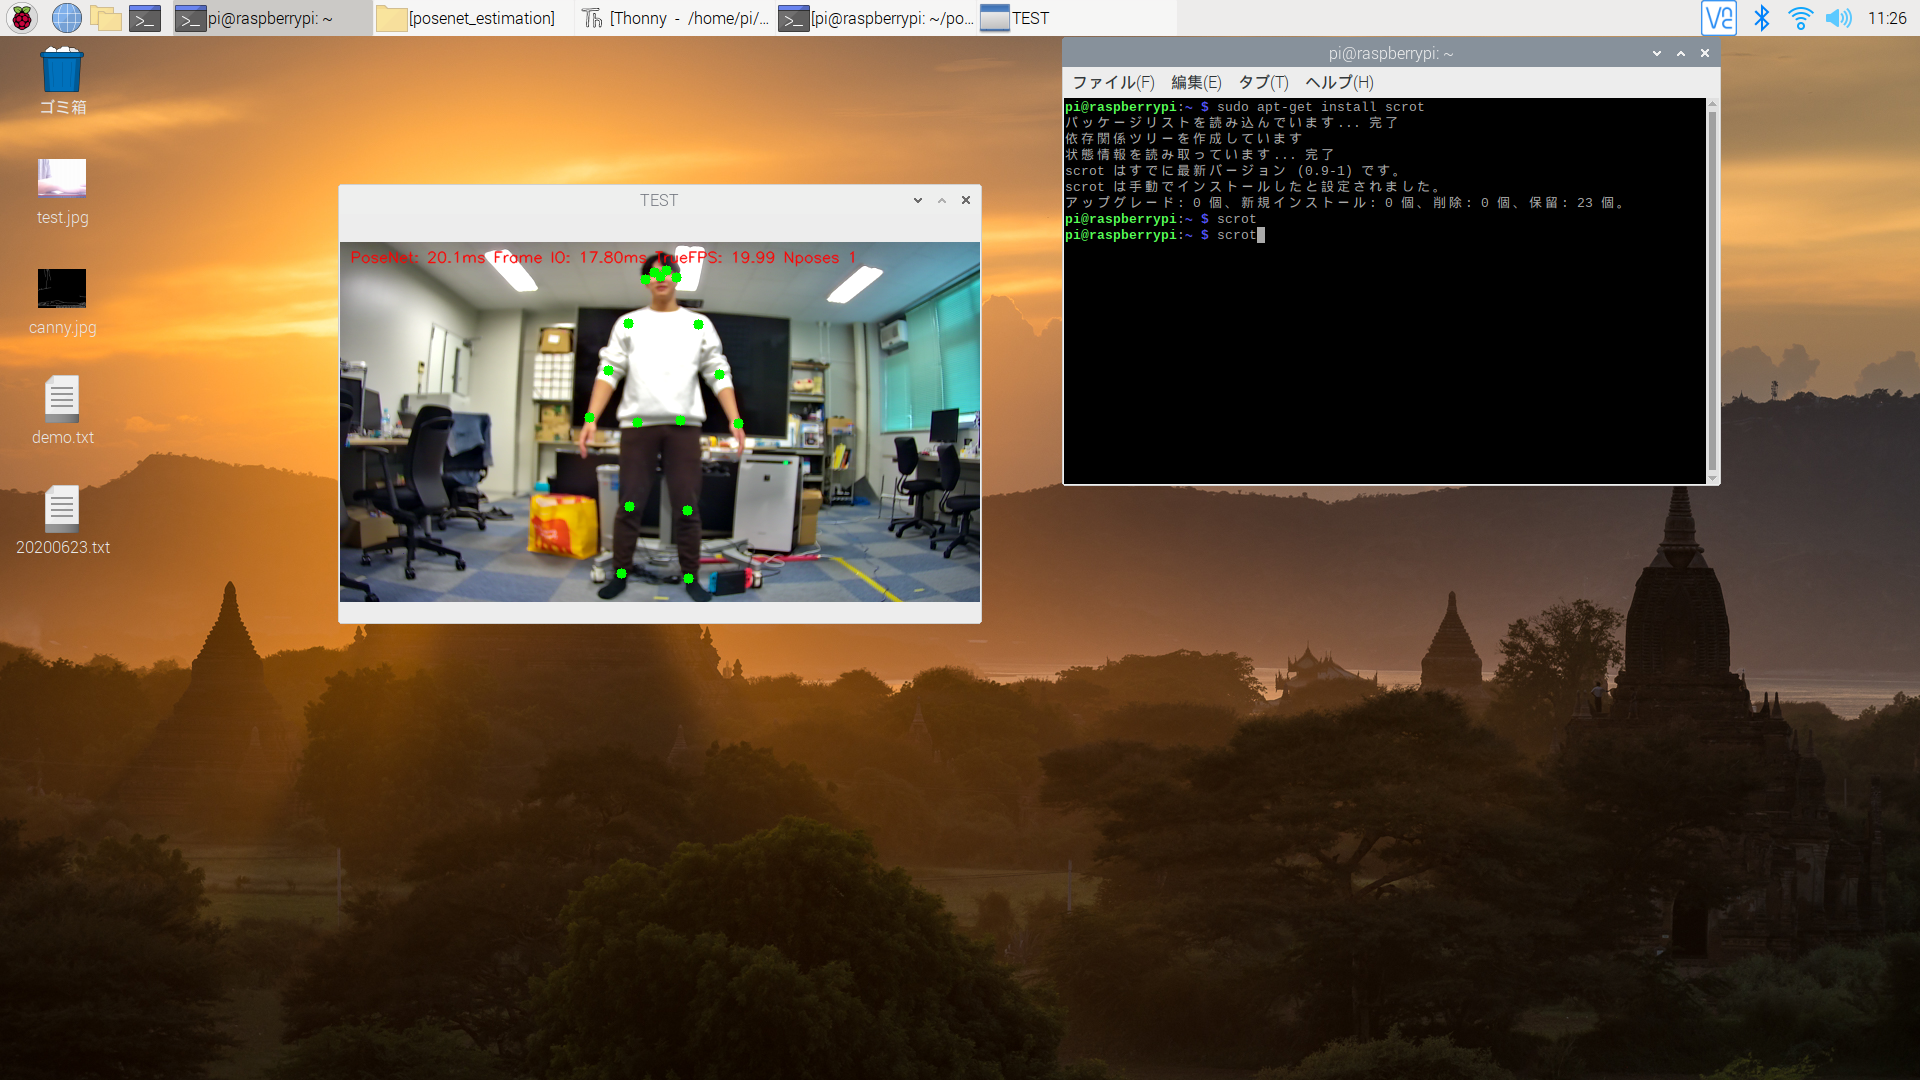 pi@raspberrypi: ~
[posenet_estimation]
[Thonny - /home/pi/...
[pi@raspberrypi: ~/po...
TEST
11:26
ゴミ箱
test.jpg
canny.jpg
demo.txt
20200623.txt
TEST
PoseNet: 20.1ms Frame IO: 17.80ms TrueFPS: 19.99 Nposes 1
pi@raspberrypi: ~
ファイル(F) 編集(E) タブ(T) ヘルプ(H)
pi@raspberrypi:~ $ sudo apt-get install scrot
パッケージリストを読み込んでいます... 完了
依存関係ツリーを作成しています
状態情報を読み取っています... 完了
scrot はすでに最新バージョン (0.9-1) です。
scrot は手動でインストールしたと設定されました。
アップグレード: 0 個、新規インストール: 0 個、削除: 0 個、保留: 23 個。
pi@raspberrypi:~ $ scrot
pi@raspberrypi:~ $ scrot